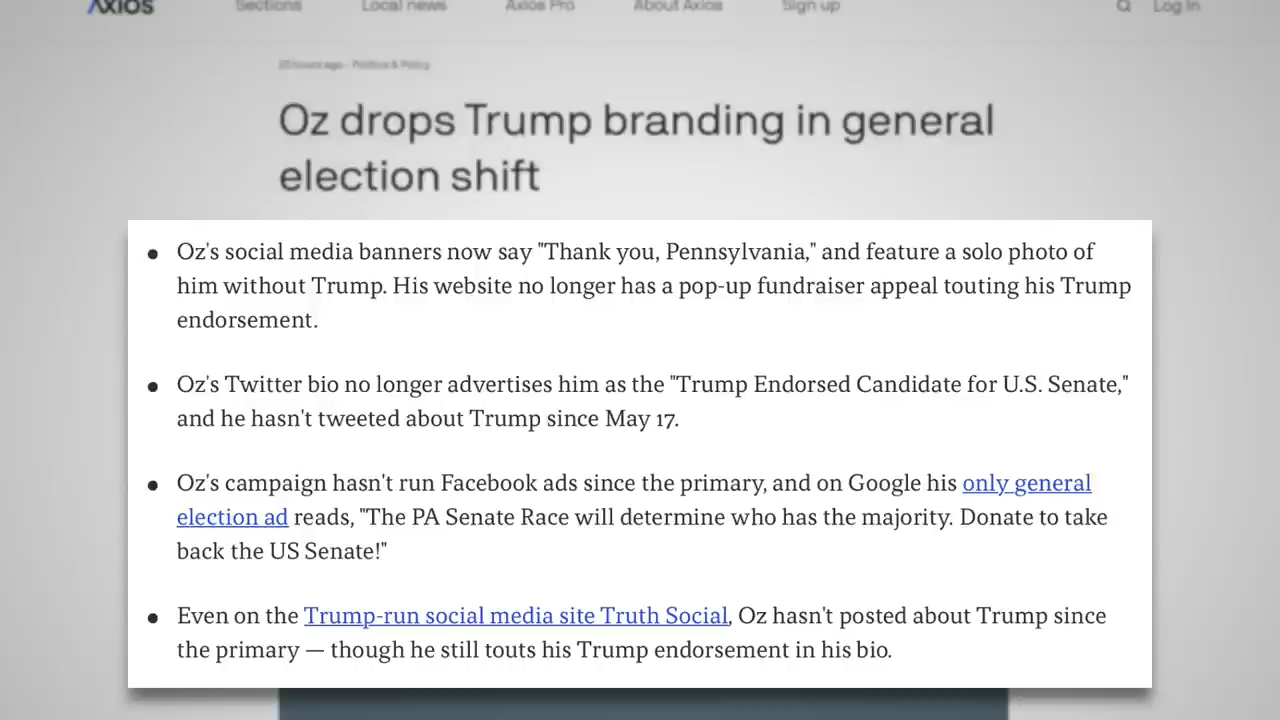 AXIOS Sections Local news Axios Pro About Axios Sign up Log In
23 hours ago - Politics & Policy
Oz drops Trump branding in general
election shift
• Oz's social media banners now say "Thank you, Pennsylvania," and feature a solo photo of
him without Trump. His website no longer has a pop-up fundraiser appeal touting his Trump
endorsement.
• Oz's Twitter bio no longer advertises him as the "Trump Endorsed Candidate for U.S. Senate,"
and he hasn't tweeted about Trump since May 17.
• Oz's campaign hasn't run Facebook ads since the primary, and on Google his only general
election ad reads, "The PA Senate Race will determine who has the majority. Donate to take
back the US Senate!"
• Even on the Trump-run social media site Truth Social, Oz hasn't posted about Trump since
the primary — though he still touts his Trump endorsement in his bio.